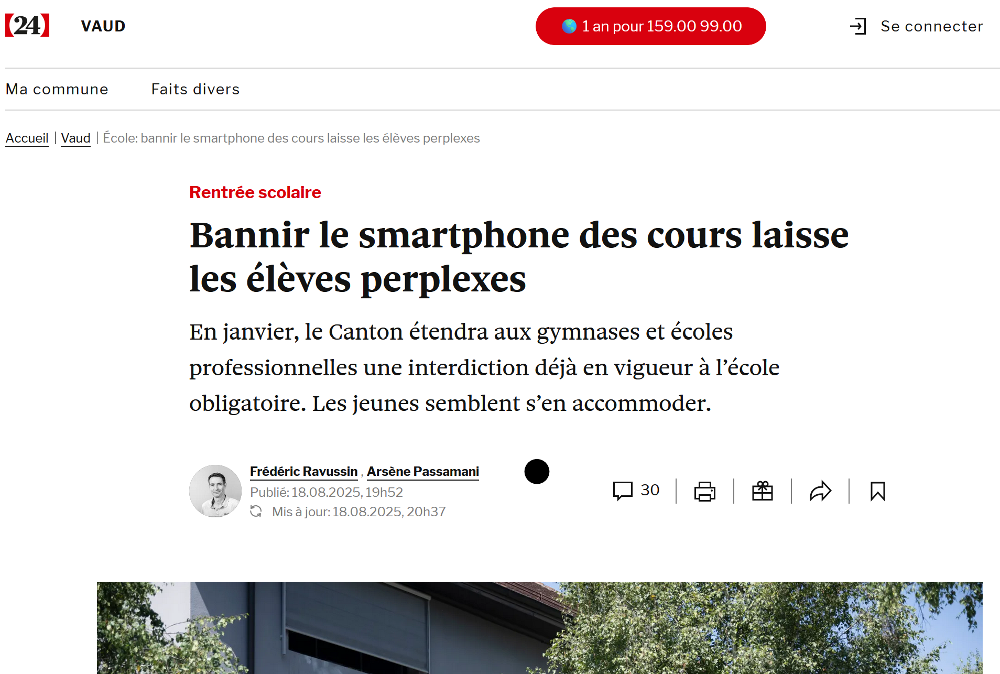 (24)
VAUD
1 an pour 159.00 99.00
Se connecter
Ma commune
Faits divers
Accueil | Vaud | École: bannir le smartphone des cours laisse les élèves perplexes
Rentrée scolaire
Bannir le smartphone des cours laisse
les élèves perplexes
En janvier, le Canton étendra aux gymnases et écoles
professionnelles une interdiction déjà en vigueur à l’école
obligatoire. Les jeunes semblent s’en accommoder.
Frédéric Ravussin , Arsène Passamani
Publié: 18.08.2025, 19h52
Mis à jour: 18.08.2025, 20h37
30